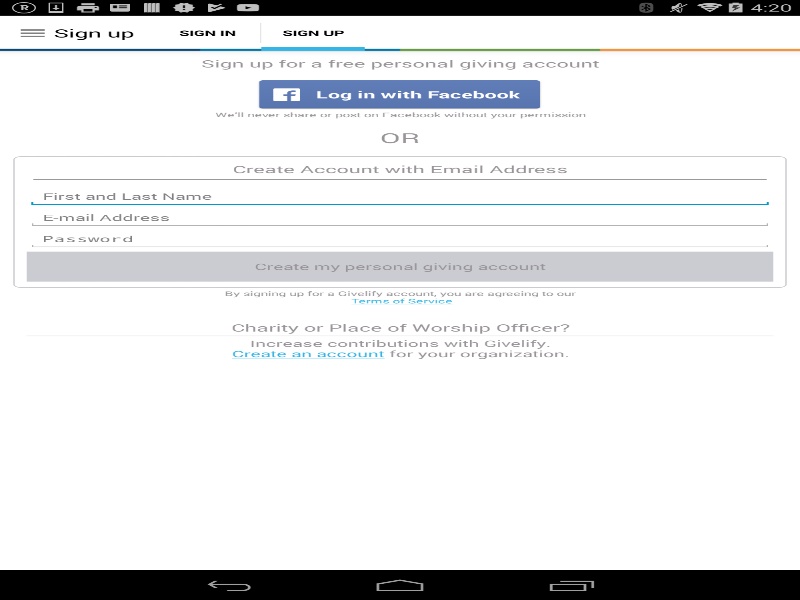 4:20
Sign up
SIGN IN
SIGN UP
Sign up for a free personal giving account
Log in with Facebook
We'll never share or post on Facebook without your permission
OR
Create Account with Email Address
First and Last Name
E-mail Address
Password
Create my personal giving account
By signing up for a Givelify account, you are agreeing to our
Terms of Service
Charity or Place of Worship Officer?
Increase contributions with Givelify.
Create an account for your organization.